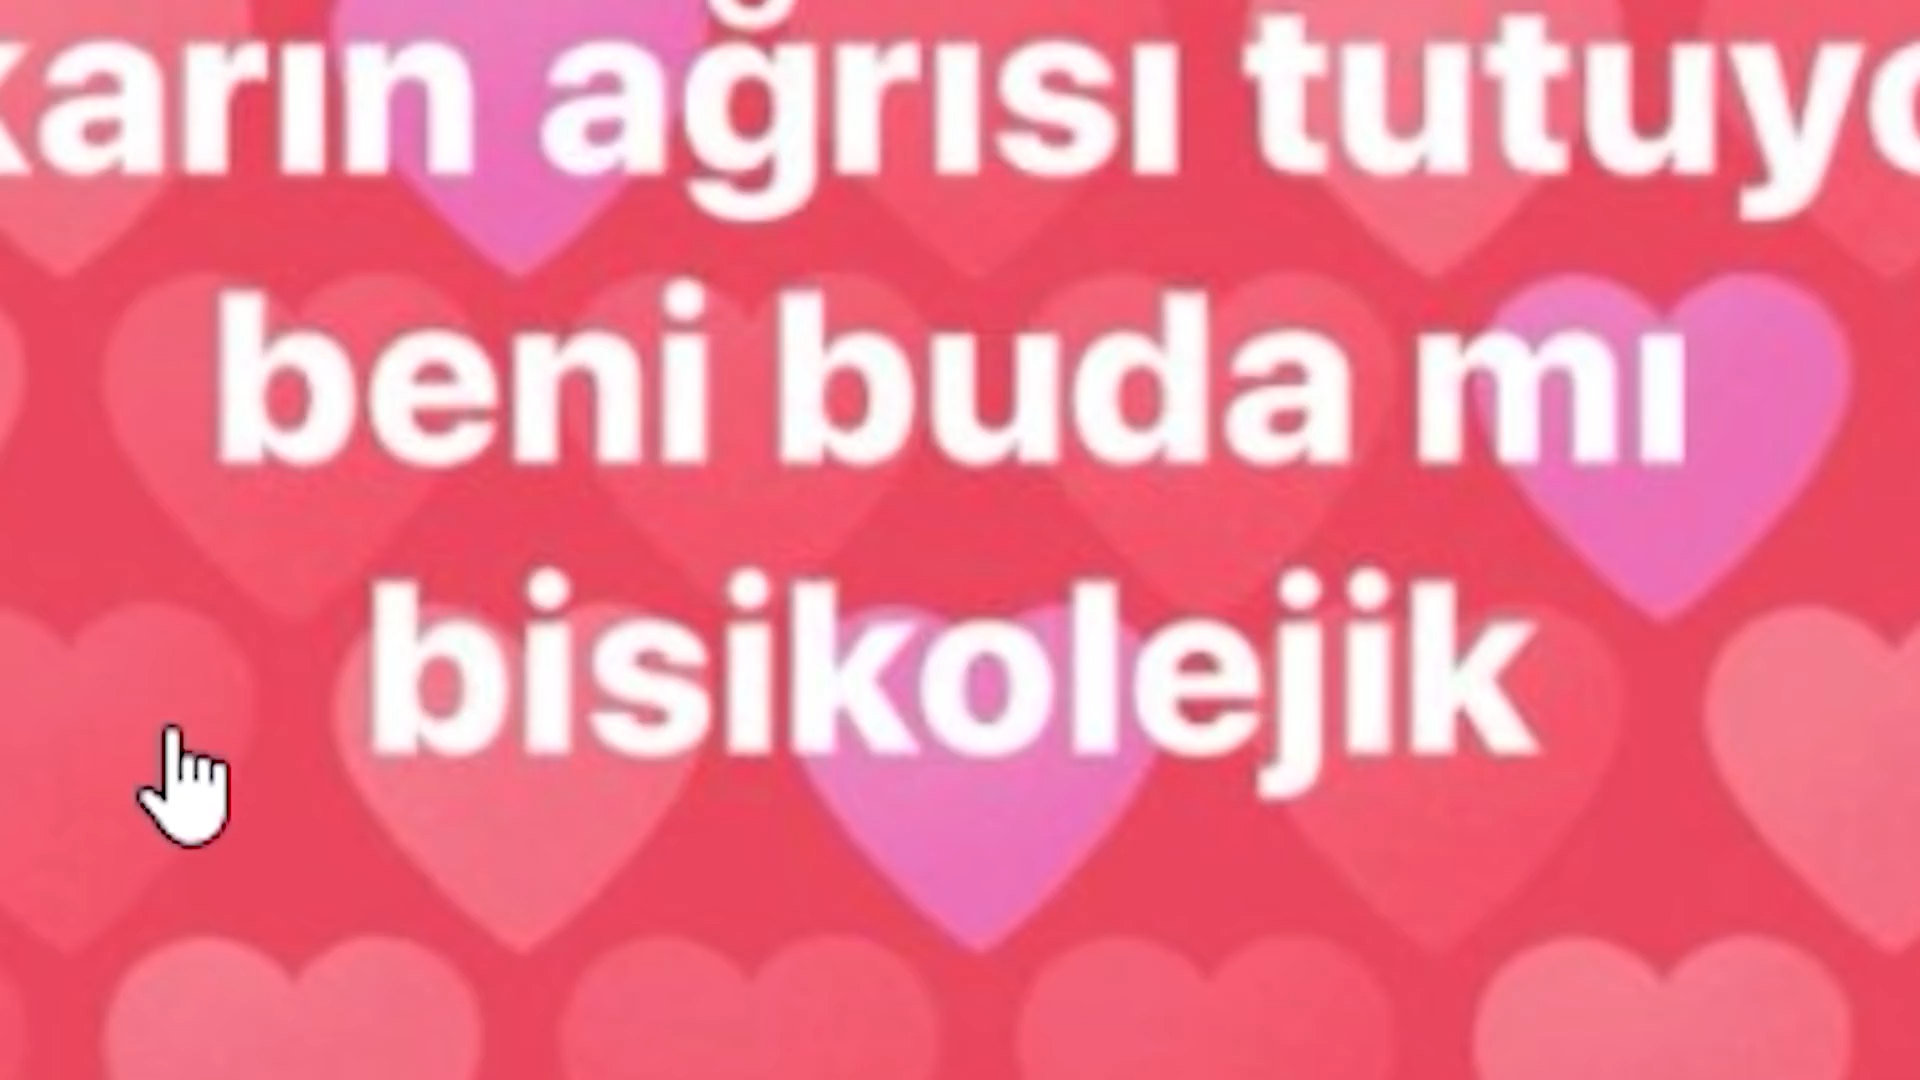 karın ağrısı tutuyo
beni buda mı
bisikolejik